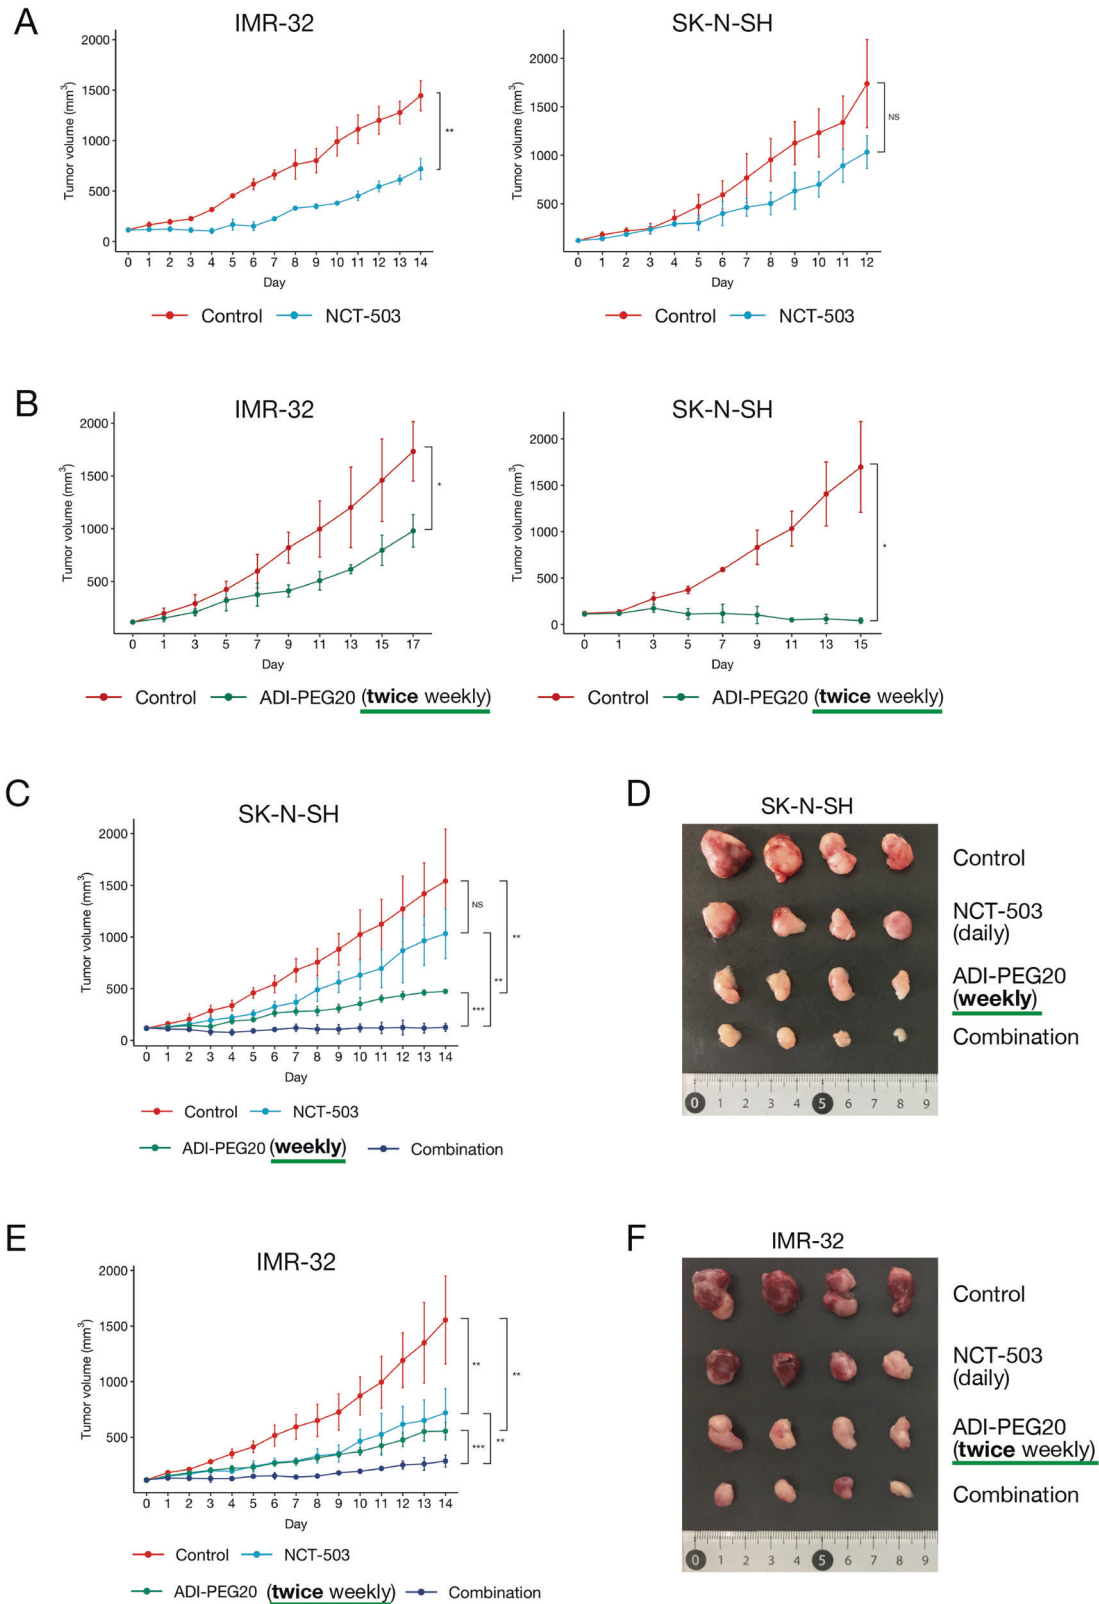 A
IMR-32
SK-N-SH
Tumor volume (mm³)
2000
1500
1000
500
0
**
0 1 2 3 4 5 6 7 8 9 10 11 12 13 14
Day
Control NCT-503
Tumor volume (mm³)
2000
1500
1000
500
NS
0 1 2 3 4 5 6 7 8 9 10 11 12
Day
Control NCT-503
B
IMR-32
SK-N-SH
Tumor volume (mm³)
2000
1500
1000
500
*
0 1 3 5 7 9 11 13 15 17
Day
Control ADI-PEG20 (twice weekly)
Tumor volume (mm³)
2000
1500
1000
500
0
*
0 1 3 5 7 9 11 13 15
Day
Control ADI-PEG20 (twice weekly)
C
SK-N-SH
Tumor volume (mm³)
2000
1500
1000
500
0
NS
**
**
***
0 1 2 3 4 5 6 7 8 9 10 11 12 13 14
Day
Control NCT-503
ADI-PEG20 (weekly) Combination
D
SK-N-SH
Control
NCT-503
(daily)
ADI-PEG20
(weekly)
Combination
0 1 2 3 4 5 6 7 8 9
E
IMR-32
Tumor volume (mm³)
2000
1500
1000
500
**
**
***
**
0 1 2 3 4 5 6 7 8 9 10 11 12 13 14
Day
Control NCT-503
ADI-PEG20 (twice weekly) Combination
F
IMR-32
Control
NCT-503
(daily)
ADI-PEG20
(twice weekly)
Combination
0 1 2 3 4 5 6 7 8 9